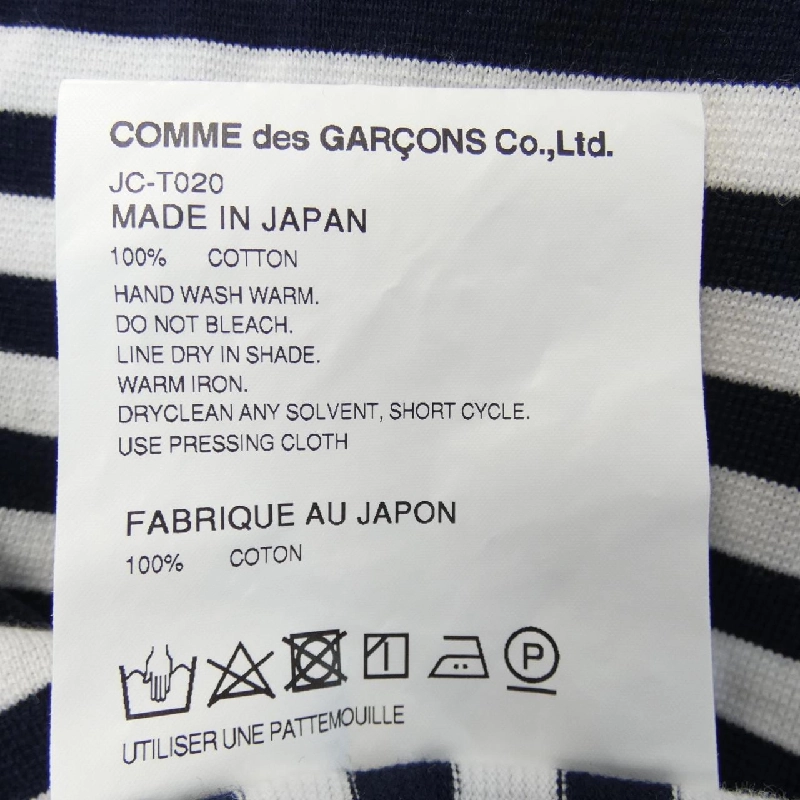 COMME des GARÇONS Co.,Ltd.
JC-T020
MADE IN JAPAN
100% COTTON
HAND WASH WARM.
DO NOT BLEACH.
LINE DRY IN SHADE.
WARM IRON.
DRYCLEAN ANY SOLVENT, SHORT CYCLE.
USE PRESSING CLOTH
FABRIQUE AU JAPON
100% COTON
P
UTILISER UNE PATTEMOUILLE